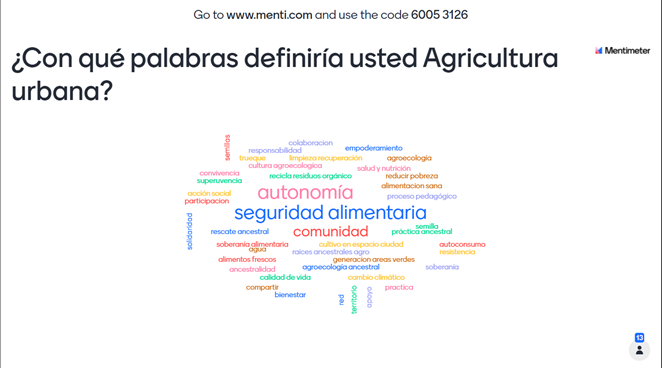 Go to www.menti.com and use the code 6005 3126
Mentimeter
¿Con qué palabras definiría usted Agricultura
urbana?
semillas
colaboracion
responsabilidad
empoderamiento
trueque
limpieza recuperación
agroecologia
cultura agroecologica
salud y nutrición
convivencia
recicla residuos orgánico
reducir pobreza
superuvencia
alimentacion sana
acción social
autonomía
proceso pedagógico
participacion
seguridad alimentaria
solidaridad
semilla
rescate ancestral
comunidad
práctica ancestral
soberania alimentaria
cultivo en espacio ciudad
autoconsumo
agua
raices ancestrales agro
resistencia
alimentos frescos
generacion areas verdes
ancestralidad
agroecología ancestral
soberania
calidad de vida
cambio climático
compartir
bienestar
red
territorio
apoyo
practica
13